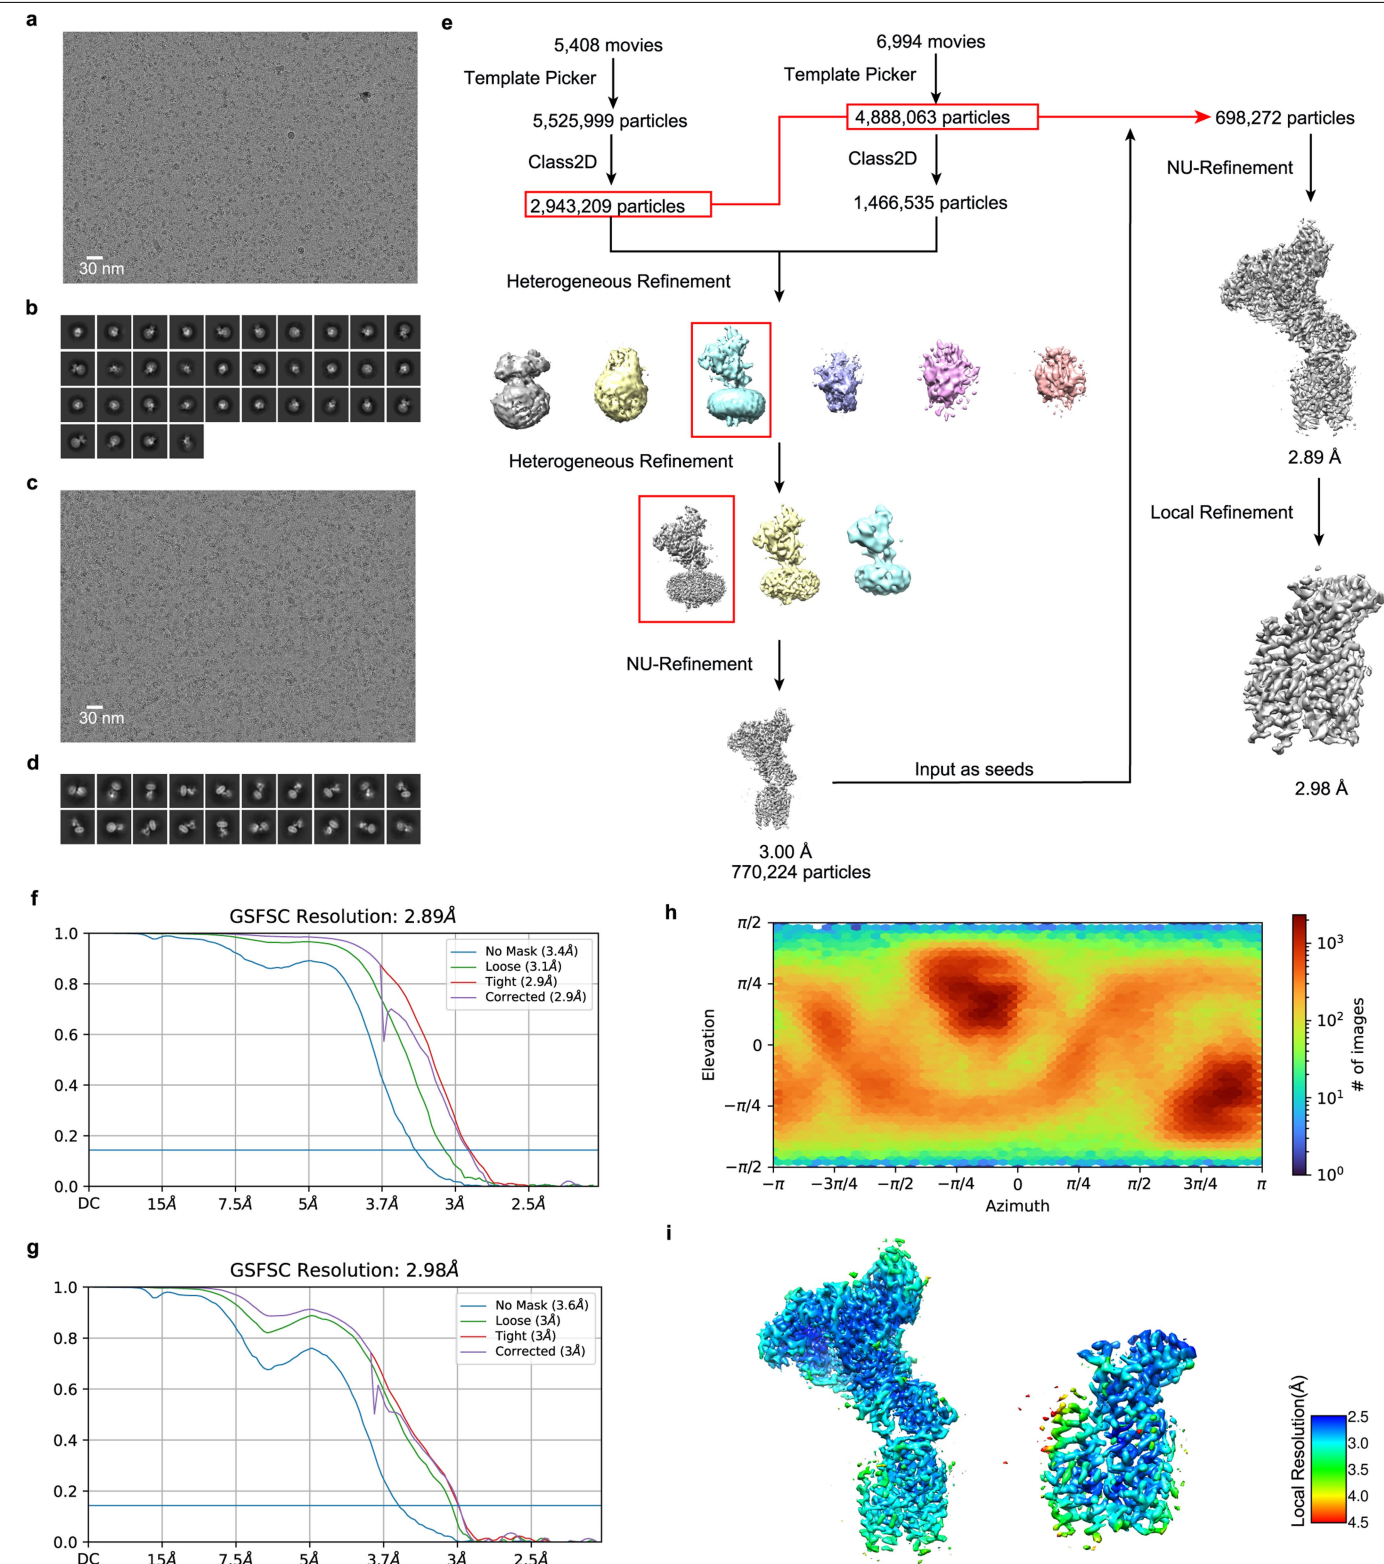 a
30 nm
b
c
30 nm
d
e
5,408 movies
Template Picker
5,525,999 particles
Class2D
2,943,209 particles
6,994 movies
Template Picker
4,888,063 particles
Class2D
1,466,535 particles
698,272 particles
NU-Refinement
2.89 Å
Local Refinement
2.98 Å
Heterogeneous Refinement
Heterogeneous Refinement
NU-Refinement
Input as seeds
3.00 Å
770,224 particles
f
GSFSC Resolution: 2.89Å
1.0
0.8
0.6
0.4
0.2
0.0
No Mask (3.4Å)
Loose (3.1Å)
Tight (2.9Å)
Corrected (2.9Å)
DC 15Å 7.5Å 5Å 3.7Å 3Å 2.5Å
g
GSFSC Resolution: 2.98Å
1.0
0.8
0.6
0.4
0.2
0.0
No Mask (3.6Å)
Loose (3Å)
Tight (3Å)
Corrected (3Å)
DC 15Å 7.5Å 5Å 3.7Å 3Å 2.5Å
h
Elevation
π/2
π/4
0
−π/4
−π/2
−π −3π/4 −π/2 −π/4 0 π/4 π/2 3π/4 π
Azimuth
10³
10²
10¹
10⁰
# of images
i
Local Resolution(Å)
2.5
3.0
3.5
4.0
4.5